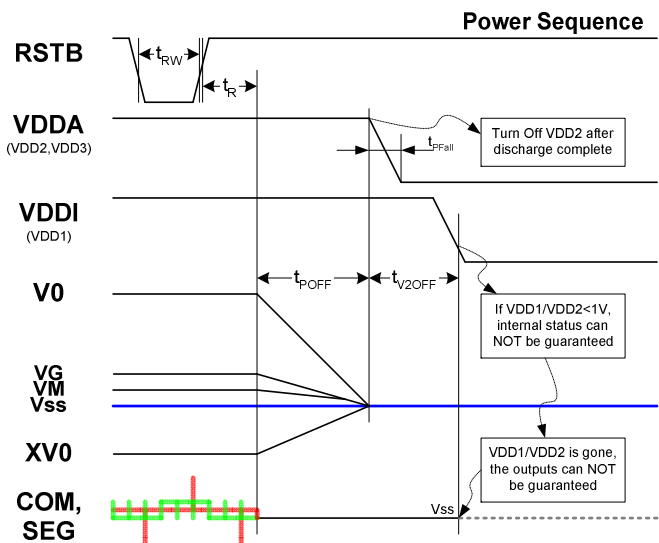 Power Sequence
RSTB
tRW
tR
VDDA
(VDD2,VDD3)
tPFall
Turn Off VDD2 after
discharge complete
VDDI
(VDD1)
tPOFF
tV2OFF
V0
If VDD1/VDD2<1V,
internal status can
NOT be guaranteed
VG
VM
Vss
XV0
VDD1/VDD2 is gone,
the outputs can NOT
be guaranteed
COM,
SEG
Vss